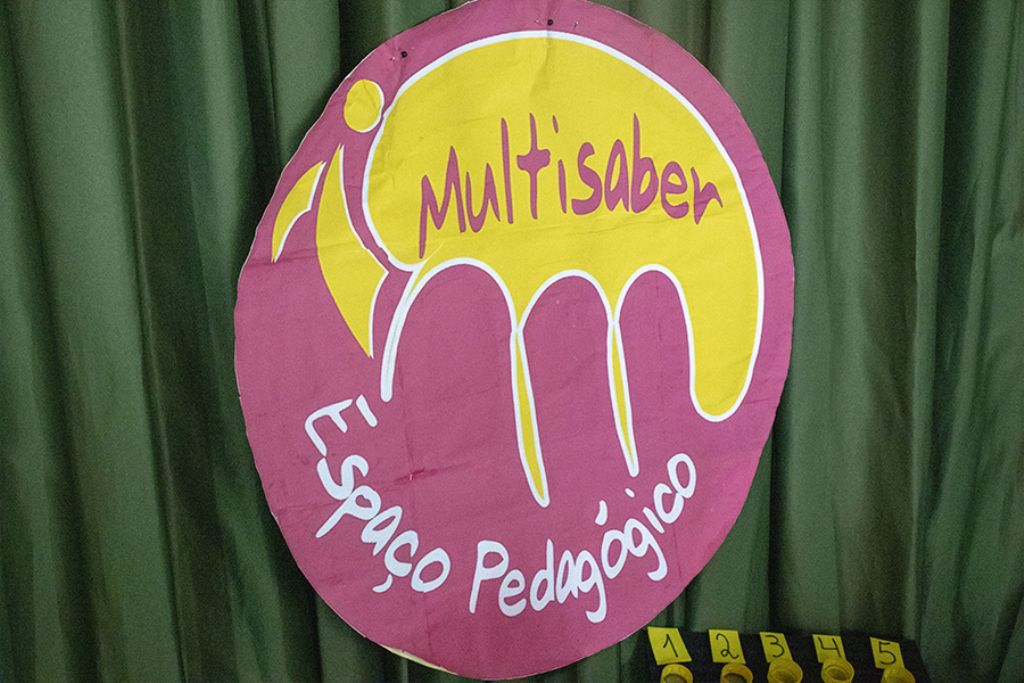 Multisaber
Espaço Pedagógico
1 2 3 4 5